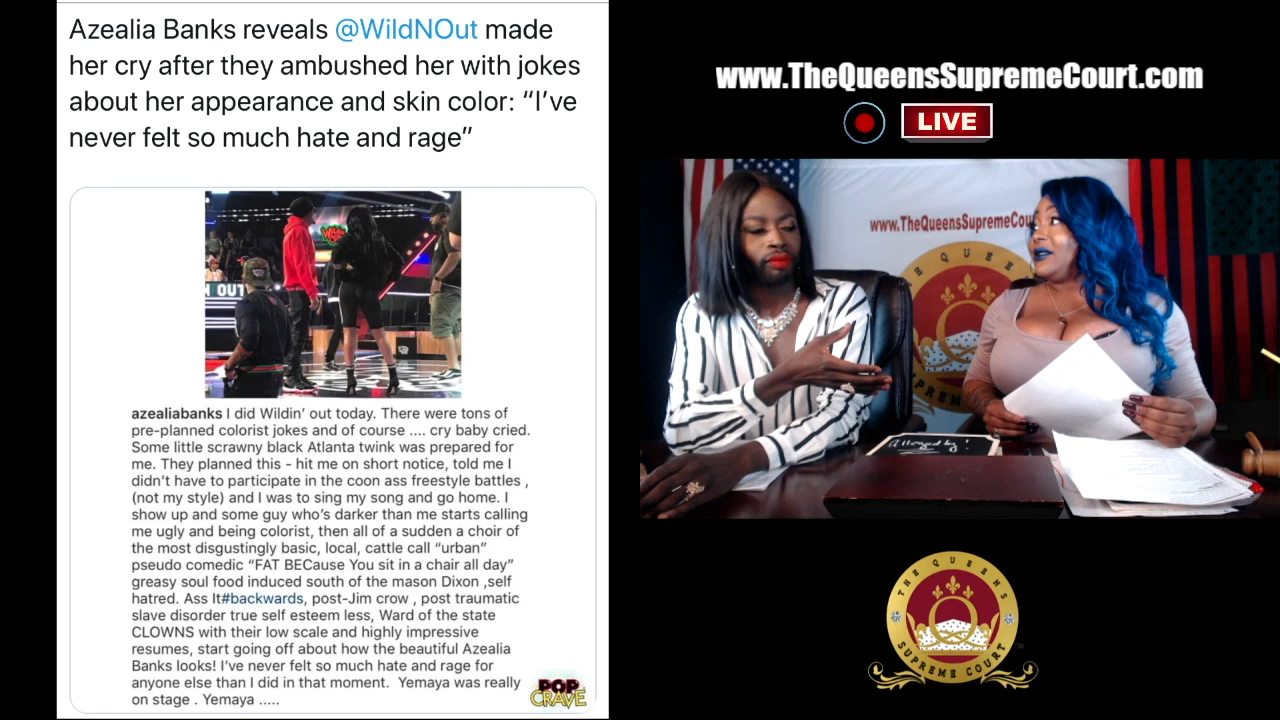 Azealia Banks reveals @WildNOut made
her cry after they ambushed her with jokes
about her appearance and skin color: “I’ve
never felt so much hate and rage”
N OUT
azealiabanks I did Wildin’ out today. There were tons of
pre-planned colorist jokes and of course .... cry baby cried.
Some little scrawny black Atlanta twink was prepared for
me. They planned this - hit me on short notice, told me I
didn’t have to participate in the coon ass freestyle battles ,
(not my style) and I was to sing my song and go home. I
show up and some guy who’s darker than me starts calling
me ugly and being colorist, then all of a sudden a choir of
the most disgustingly basic, local, cattle call “urban”
pseudo comedic “FAT BECause You sit in a chair all day”
greasy soul food induced south of the mason Dixon ,self
hatred. Ass It#backwards, post-Jim crow , post traumatic
slave disorder true self esteem less, Ward of the state
CLOWNS with their low scale and highly impressive
resumes, start going off about how the beautiful Azealia
Banks looks! I’ve never felt so much hate and rage for
anyone else than I did in that moment.  Yemaya was really
on stage . Yemaya .....
POP
CRAVE
www.TheQueensSupremeCourt.com
LIVE
www.TheQueensSupremeCou
THE QUEENS
SUPREME COURT